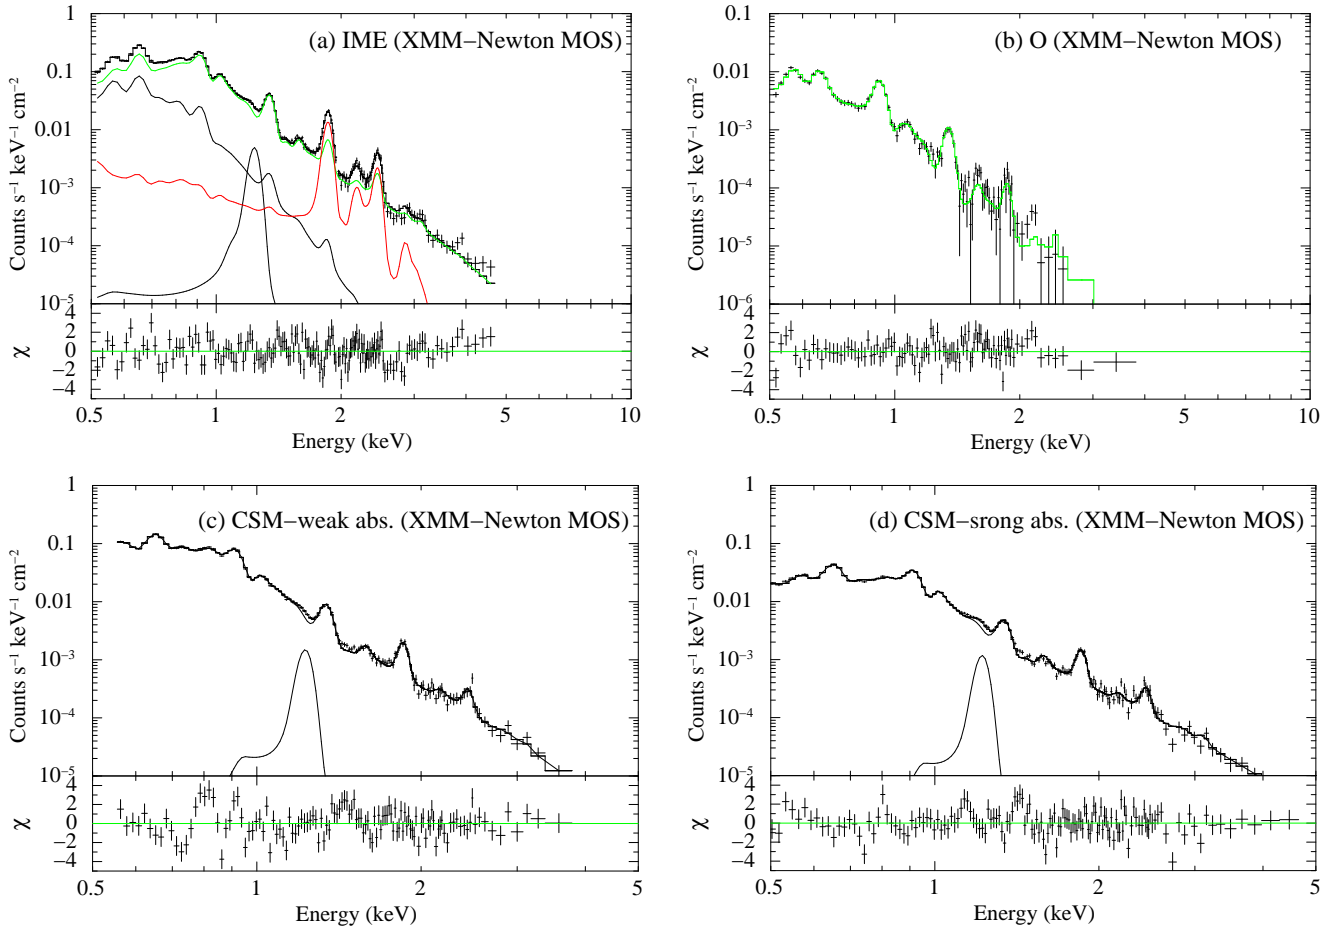 (a) IME (XMM−Newton MOS)
Counts s−1 keV−1 cm−2
1
0.1
0.01
10−3
10−4
10−5
χ
4
2
0
−2
−4
0.5 1 2 5 10
Energy (keV)
(b) O (XMM−Newton MOS)
Counts s−1 keV−1 cm−2
0.1
0.01
10−3
10−4
10−5
10−6
χ
4
2
0
−2
−4
0.5 1 2 5 10
Energy (keV)
(c) CSM−weak abs. (XMM−Newton MOS)
Counts s−1 keV−1 cm−2
1
0.1
0.01
10−3
10−4
10−5
χ
4
2
0
−2
−4
0.5 1 2 5
Energy (keV)
(d) CSM−srong abs. (XMM−Newton MOS)
Counts s−1 keV−1 cm−2
1
0.1
0.01
10−3
10−4
10−5
χ
4
2
0
−2
−4
0.5 1 2 5
Energy (keV)